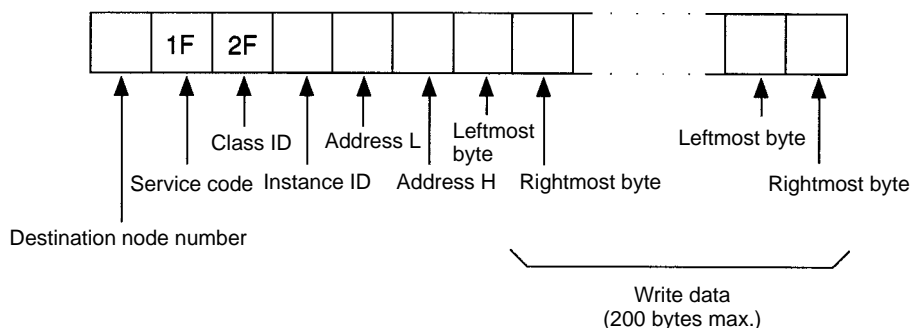 1F 2F
Class ID
Address L
Leftmost
byte
Leftmost byte
Service code
Instance ID
Address H
Rightmost byte
Rightmost byte
Destination node number
Write data
(200 bytes max.)